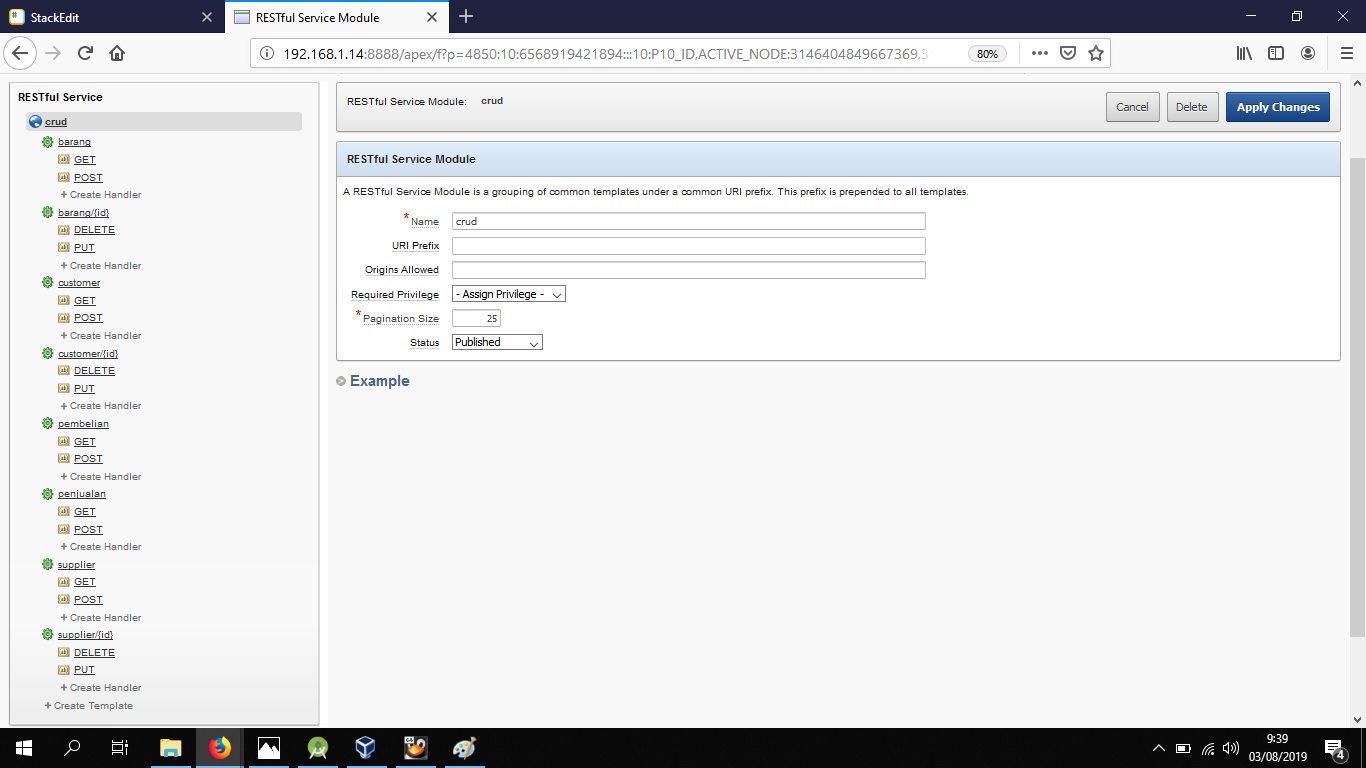 StackEdit
RESTful Service Module
192.168.1.14:8888/apex/f?p=4850:10:6568919421894:::10:P10_ID,ACTIVE_NODE:3146404849667369,3
80%
RESTful Service
crud
barang
GET
POST
+ Create Handler
barang/{id}
DELETE
PUT
+ Create Handler
customer
GET
POST
+ Create Handler
customer/{id}
DELETE
PUT
+ Create Handler
pembelian
GET
POST
+ Create Handler
penjualan
GET
POST
+ Create Handler
supplier
GET
POST
+ Create Handler
supplier/{id}
DELETE
PUT
+ Create Handler
+ Create Template
RESTful Service Module: crud
Cancel
Delete
Apply Changes
RESTful Service Module
A RESTful Service Module is a grouping of common templates under a common URI prefix. This prefix is prepended to all templates.
* Name crud
URI Prefix
Origins Allowed
Required Privilege - Assign Privilege -
* Pagination Size 25
Status Published
Example
9:39
03/08/2019
4